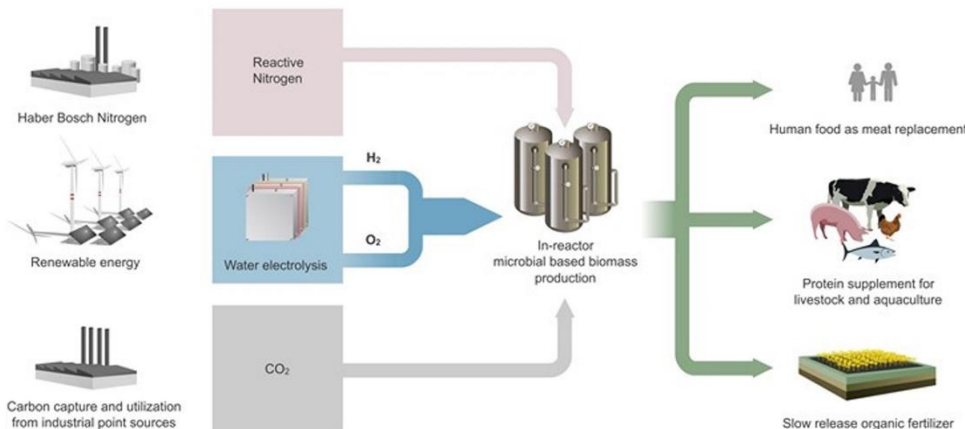 Haber Bosch Nitrogen
Reactive
Nitrogen
Human food as meat replacement
Renewable energy
H₂
O₂
Water electrolysis
In-reactor
microbial based biomass
production
Protein supplement for
livestock and aquaculture
Carbon capture and utilization
from industrial point sources
CO₂
Slow release organic fertilizer